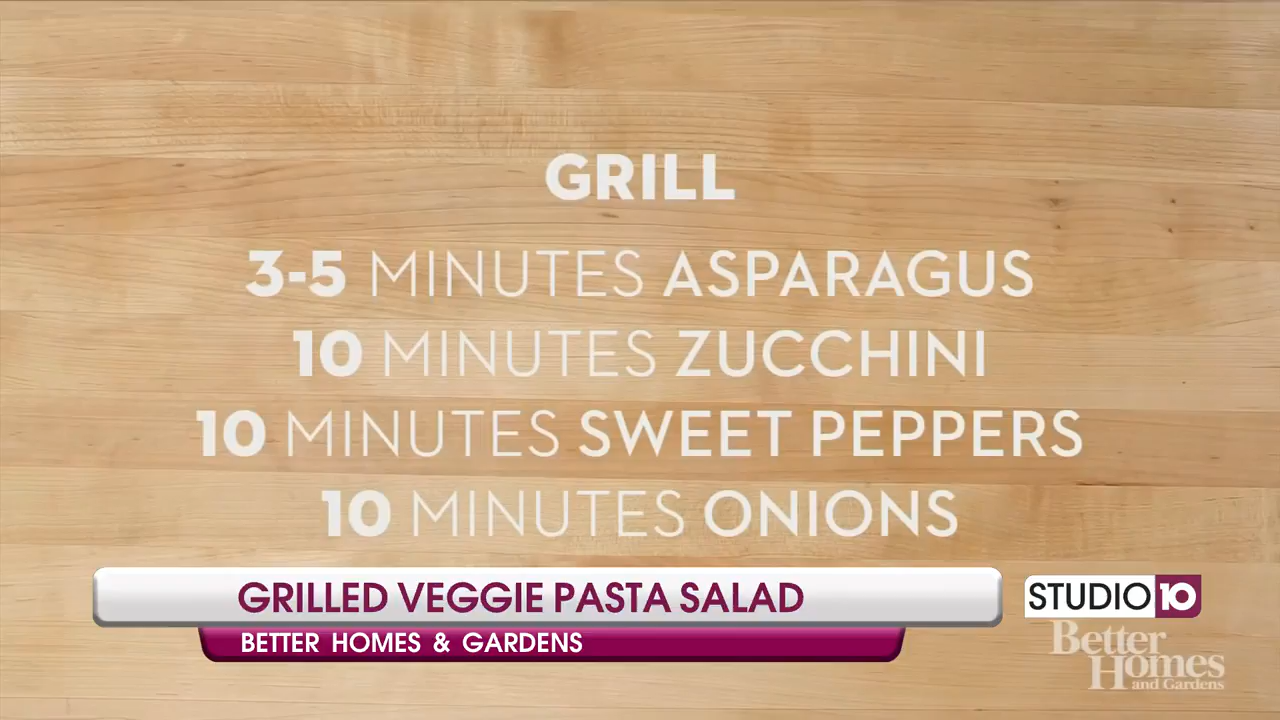 GRILL
3-5 MINUTES ASPARAGUS
10 MINUTES ZUCCHINI
10 MINUTES SWEET PEPPERS
10 MINUTES ONIONS
GRILLED VEGGIE PASTA SALAD
BETTER HOMES & GARDENS
STUDIO 10
Better
Homes
and Gardens